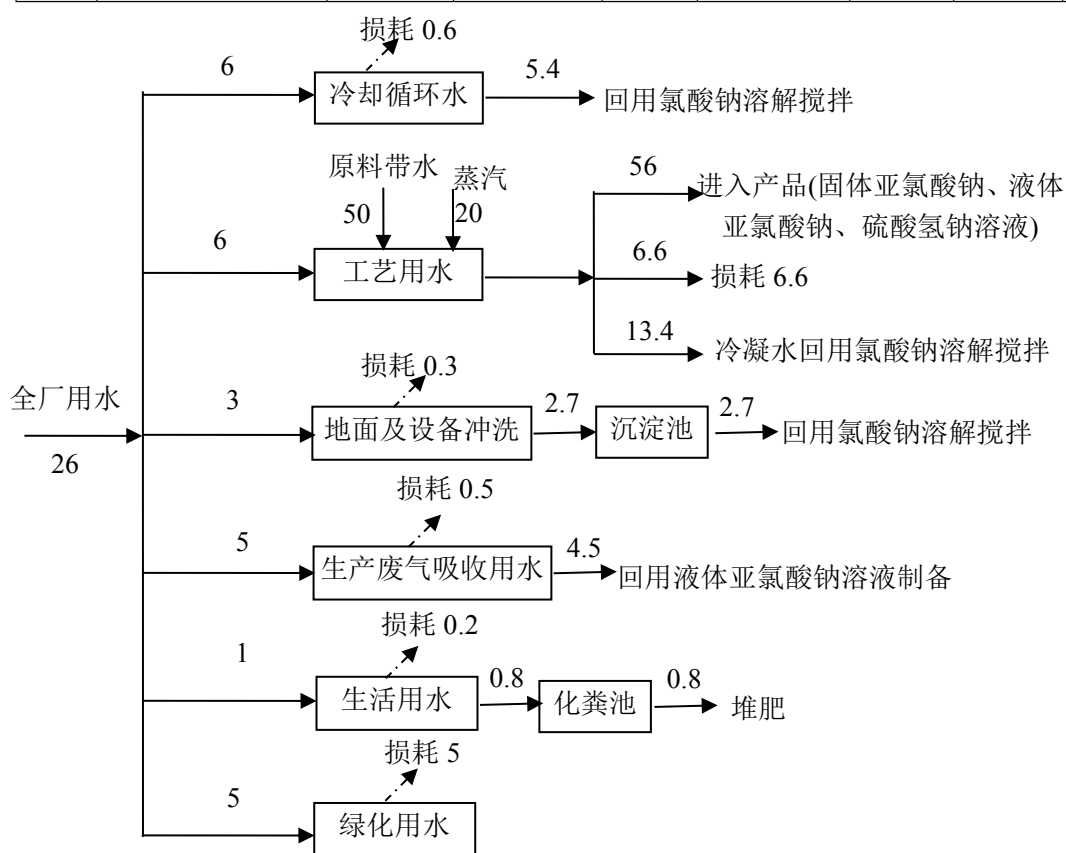 损耗 0.6
6
5.4
冷却循环水
回用氯酸钠溶解搅拌
原料带水
蒸汽
56
50
20
进入产品(固体亚氯酸钠、液体
亚氯酸钠、硫酸氢钠溶液)
6
6.6
工艺用水
损耗 6.6
13.4
冷凝水回用氯酸钠溶解搅拌
损耗 0.3
全厂用水
3
2.7
2.7
地面及设备冲洗
沉淀池
回用氯酸钠溶解搅拌
26
损耗 0.5
5
4.5
生产废气吸收用水
回用液体亚氯酸钠溶液制备
损耗 0.2
1
0.8
0.8
生活用水
化粪池
堆肥
损耗 5
5
绿化用水